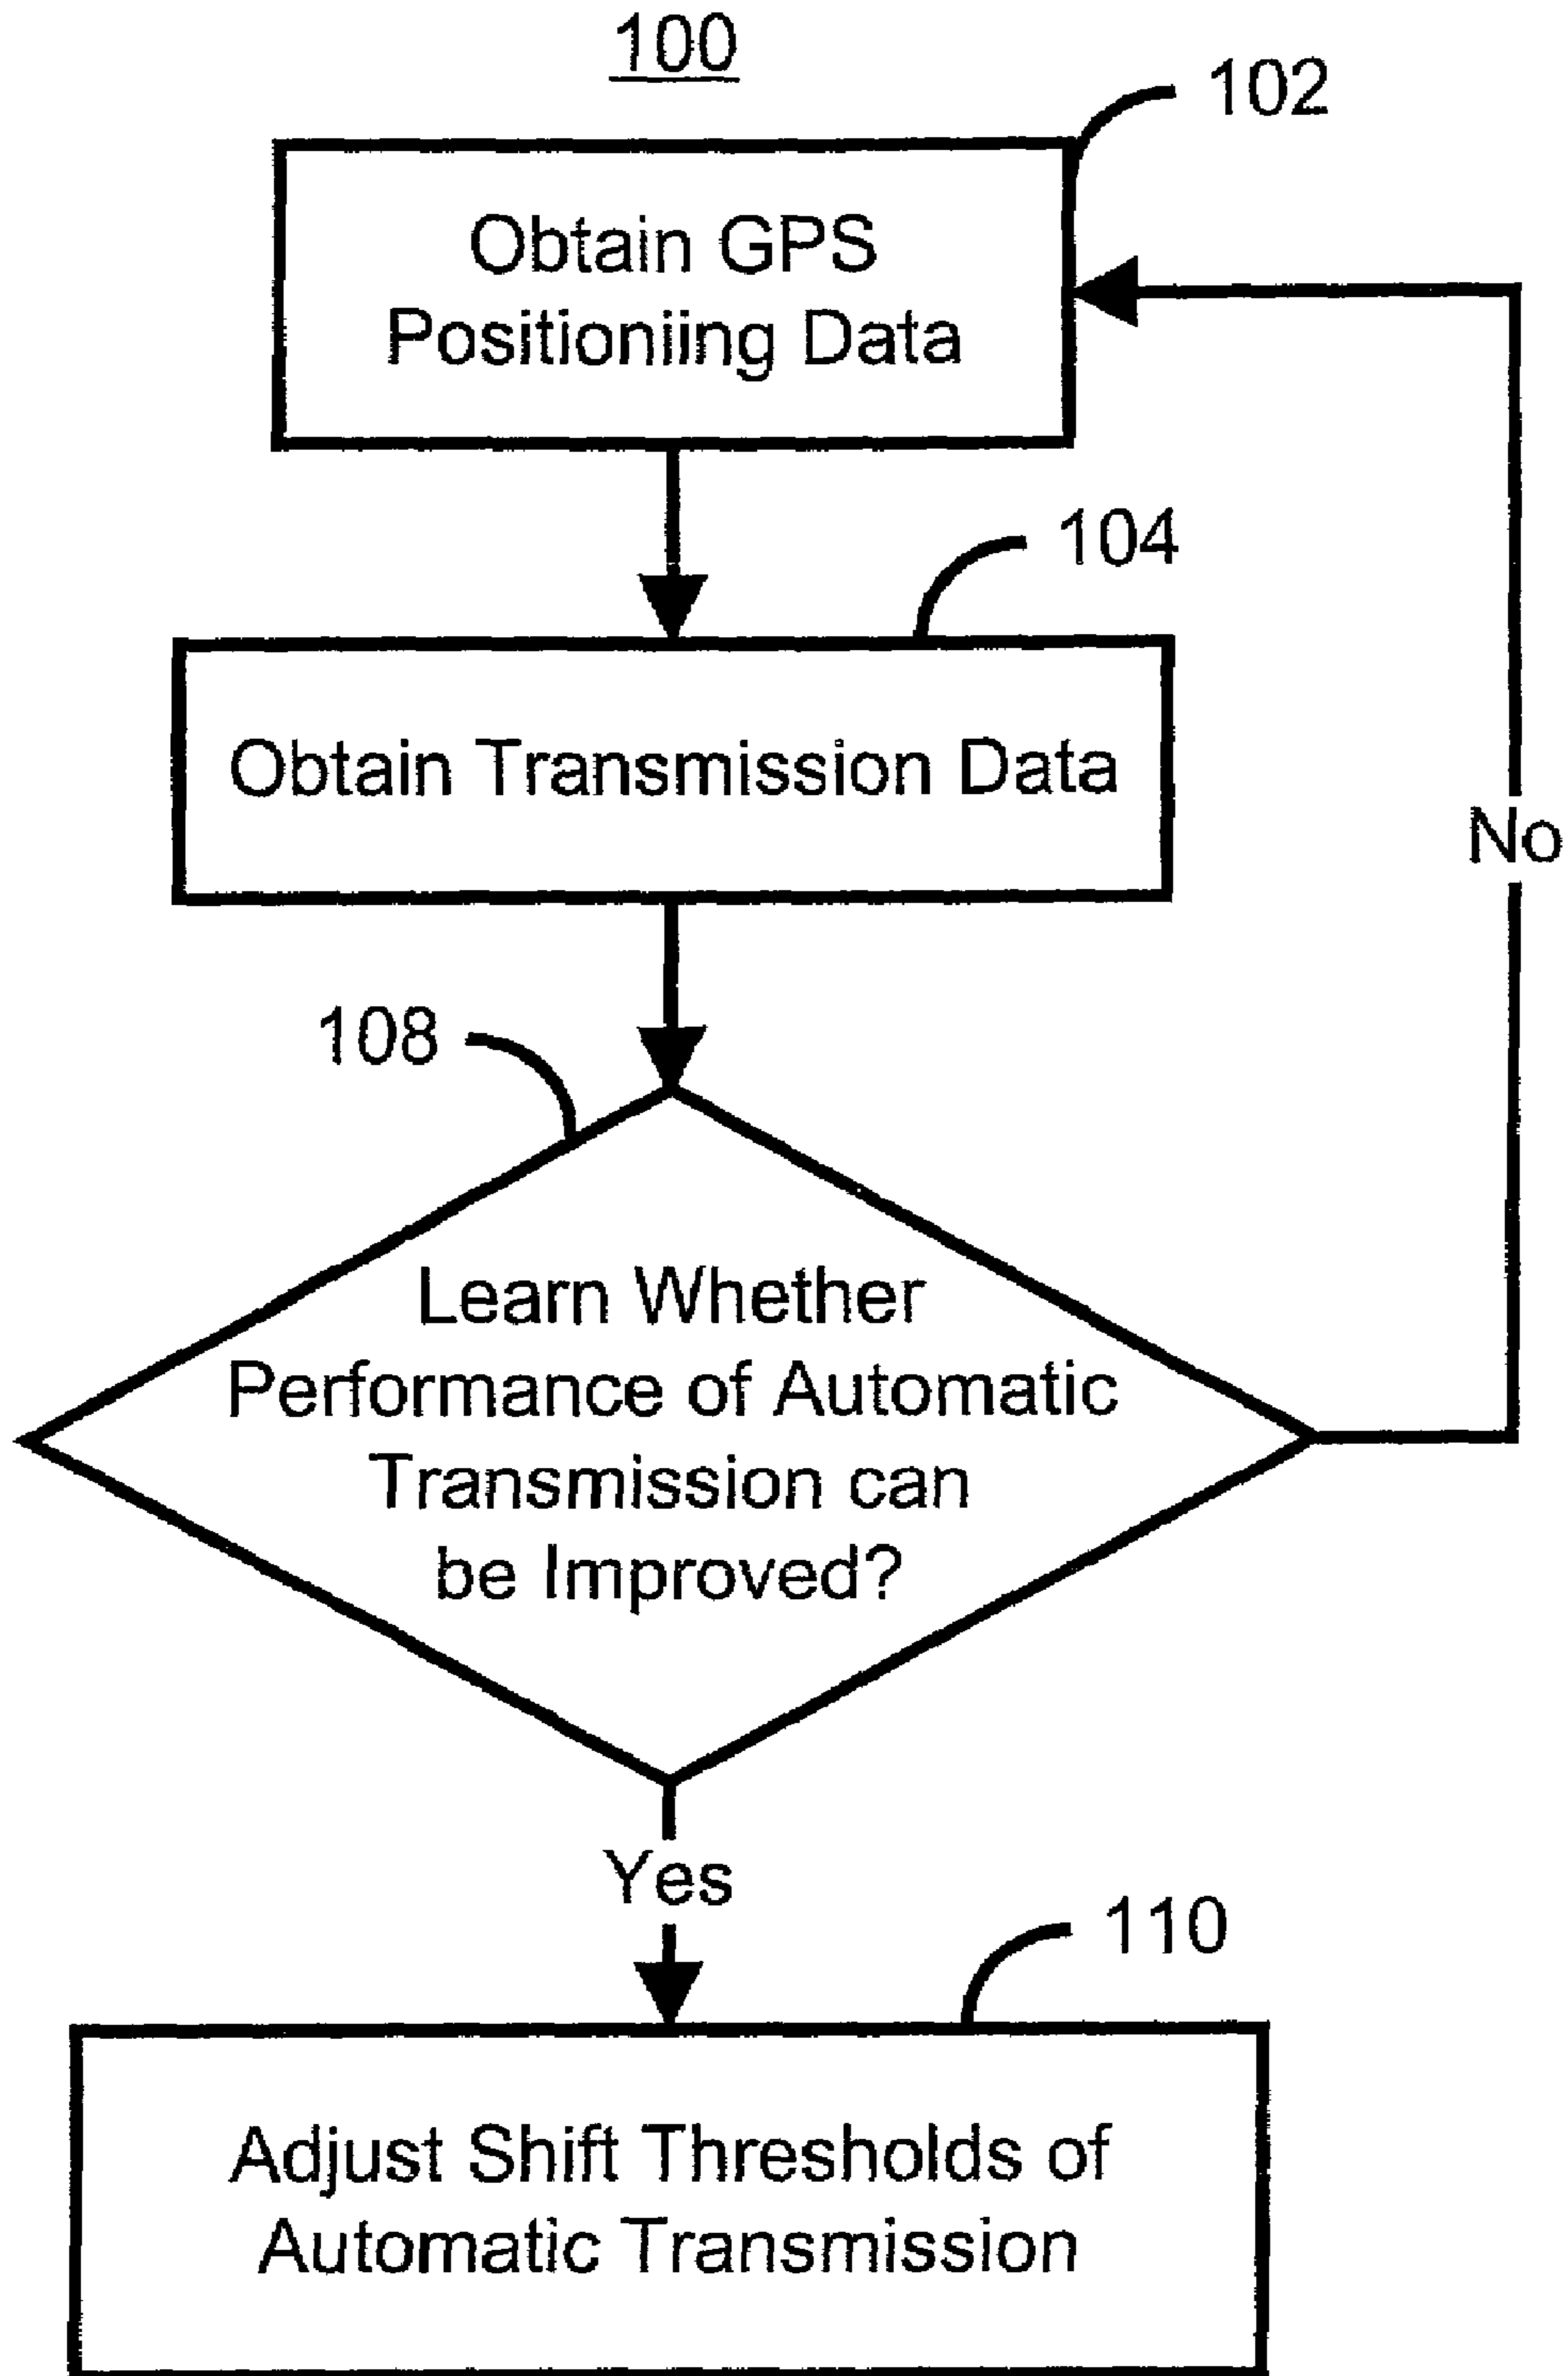 100
102
Obtain GPS
Positioniing Data
104
Obtain Transmission Data
No
108
Learn Whether
Performance of Automatic
Transmission can
be Improved?
Yes
110
Adjust Shift Thresholds of
Automatic Transmission